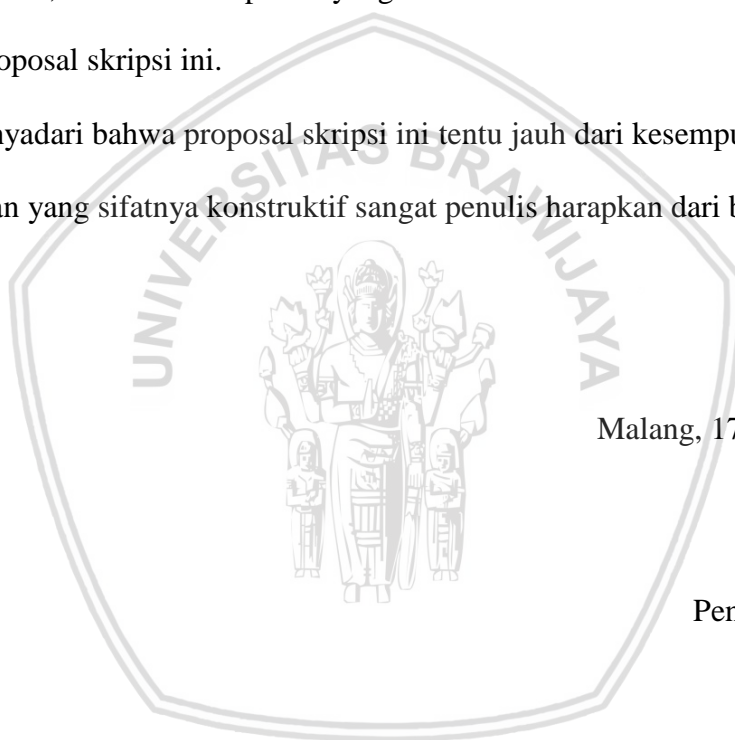 oposal skripsi ini.
nyadari bahwa proposal skripsi ini tentu jauh dari kesempu
an yang sifatnya konstruktif sangat penulis harapkan dari b
UNIVERSITAS BRAWIJAYA
Malang, 17
Pen